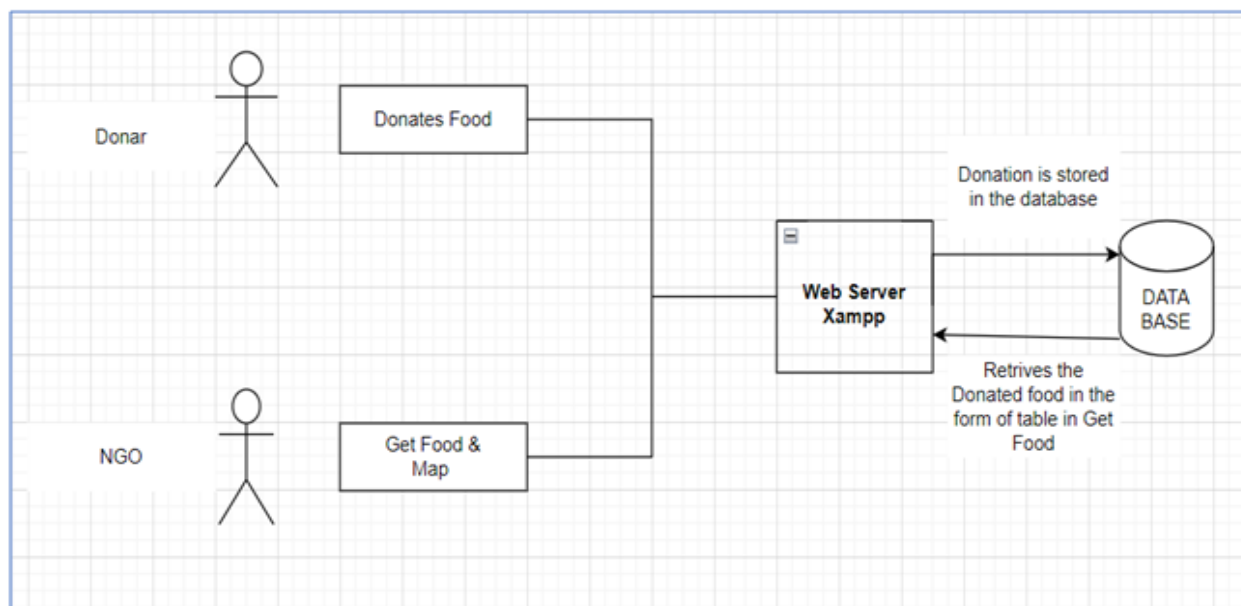 Donar
Donates Food
Donation is stored
in the database
Web Server
Xampp
DATA
BASE
Retrives the
Donated food in the
form of table in Get
Food
NGO
Get Food &
Map